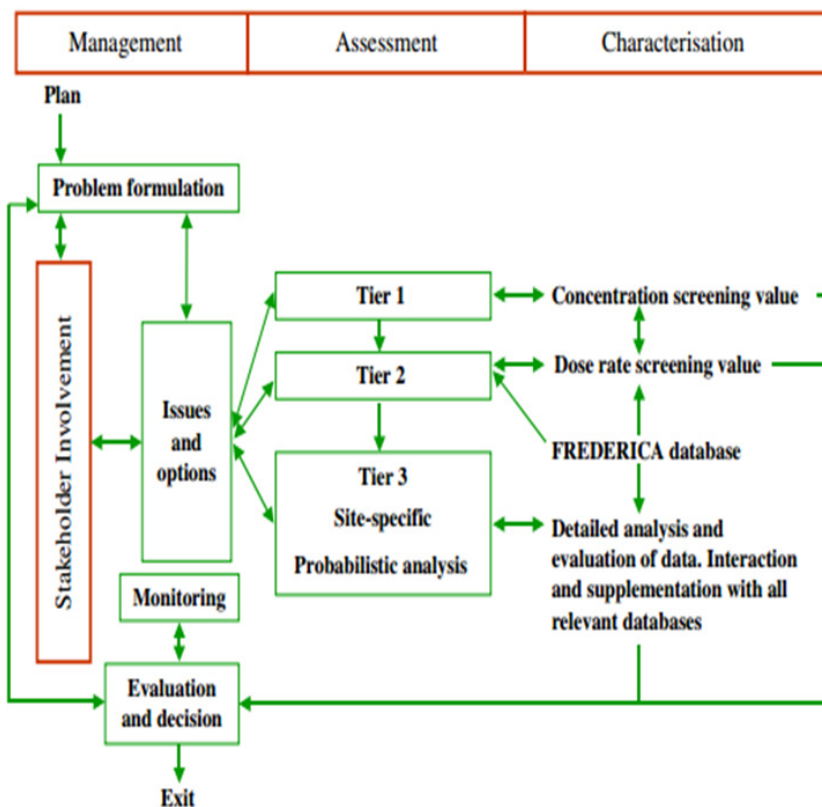 Management
Assessment
Characterisation
Plan
Problem formulation
Stakeholder Involvement
Issues
and
options
Monitoring
Evaluation
and decision
Exit
Tier 1
Tier 2
Tier 3
Site-specific
Probabilistic analysis
Concentration screening value
Dose rate screening value
FREDERICA database
Detailed analysis and
evaluation of data. Interaction
and supplementation with all
relevant databases